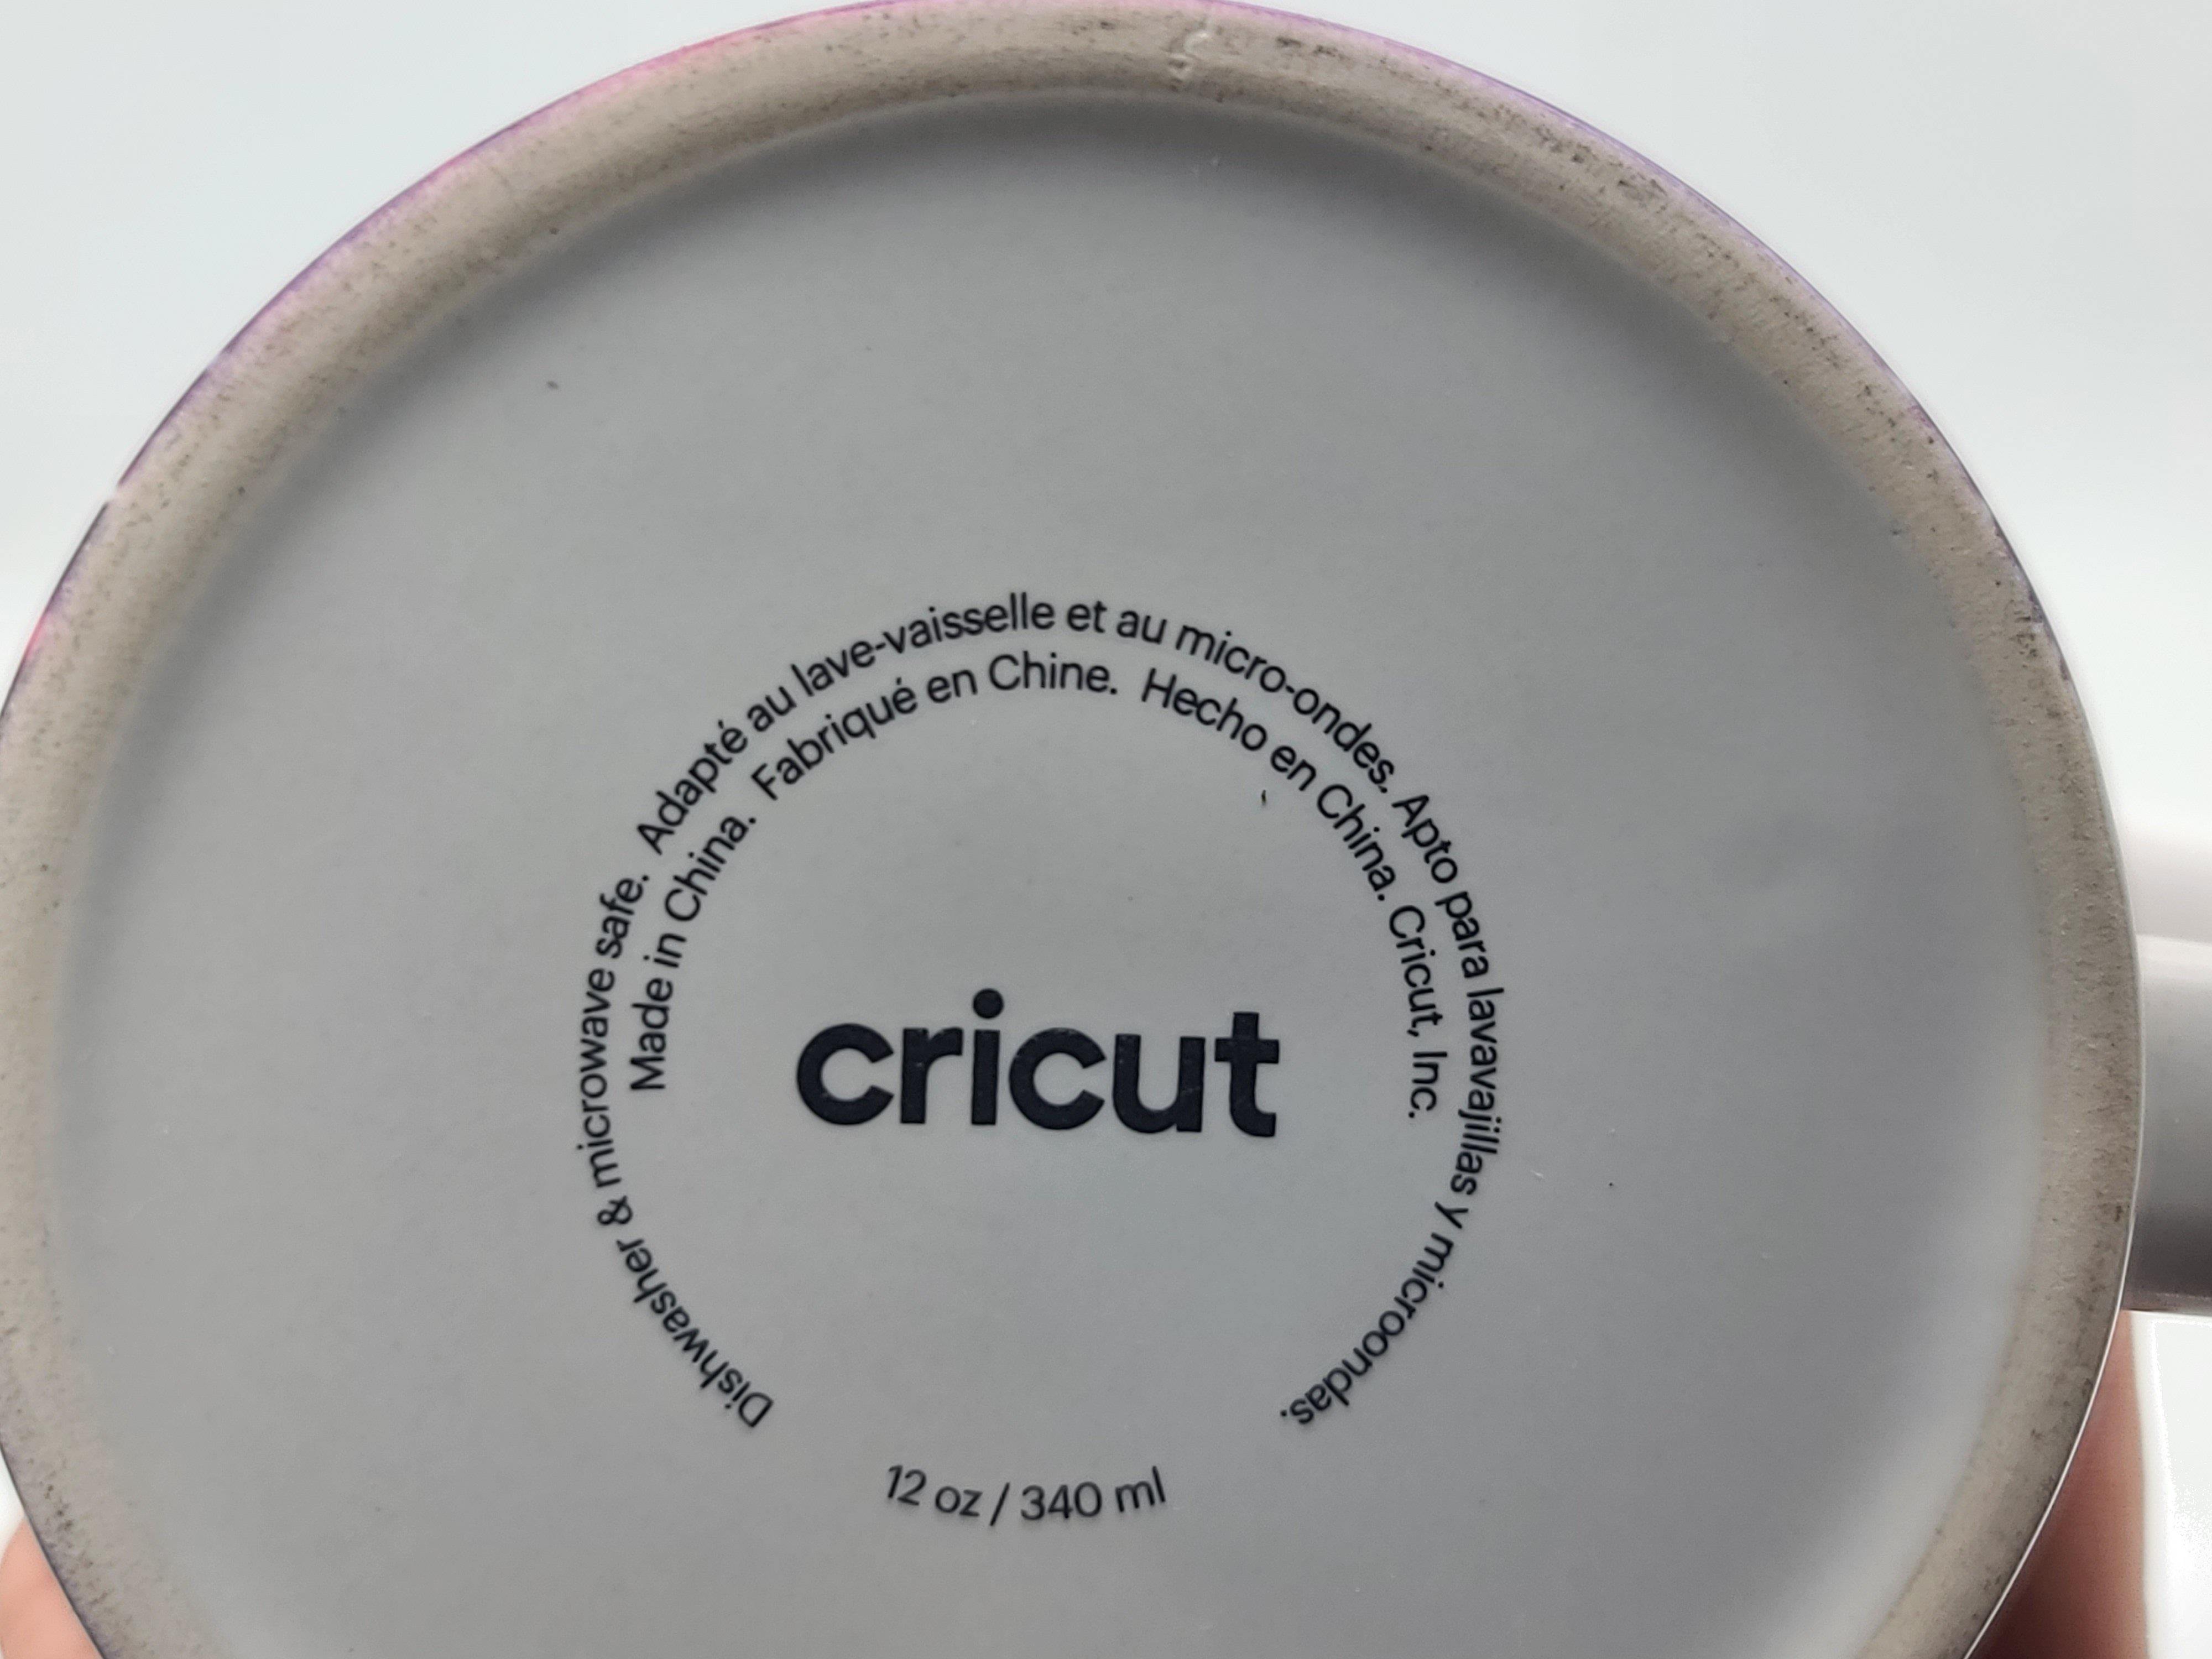 Dishwasher & microwave safe. Adapté au lave-vaisselle et au micro-ondes. Apto para lavavajillas y microondas.
Made in China. Fabriqué en Chine. Hecho en China. Cricut, Inc.
cricut
12 oz / 340 ml